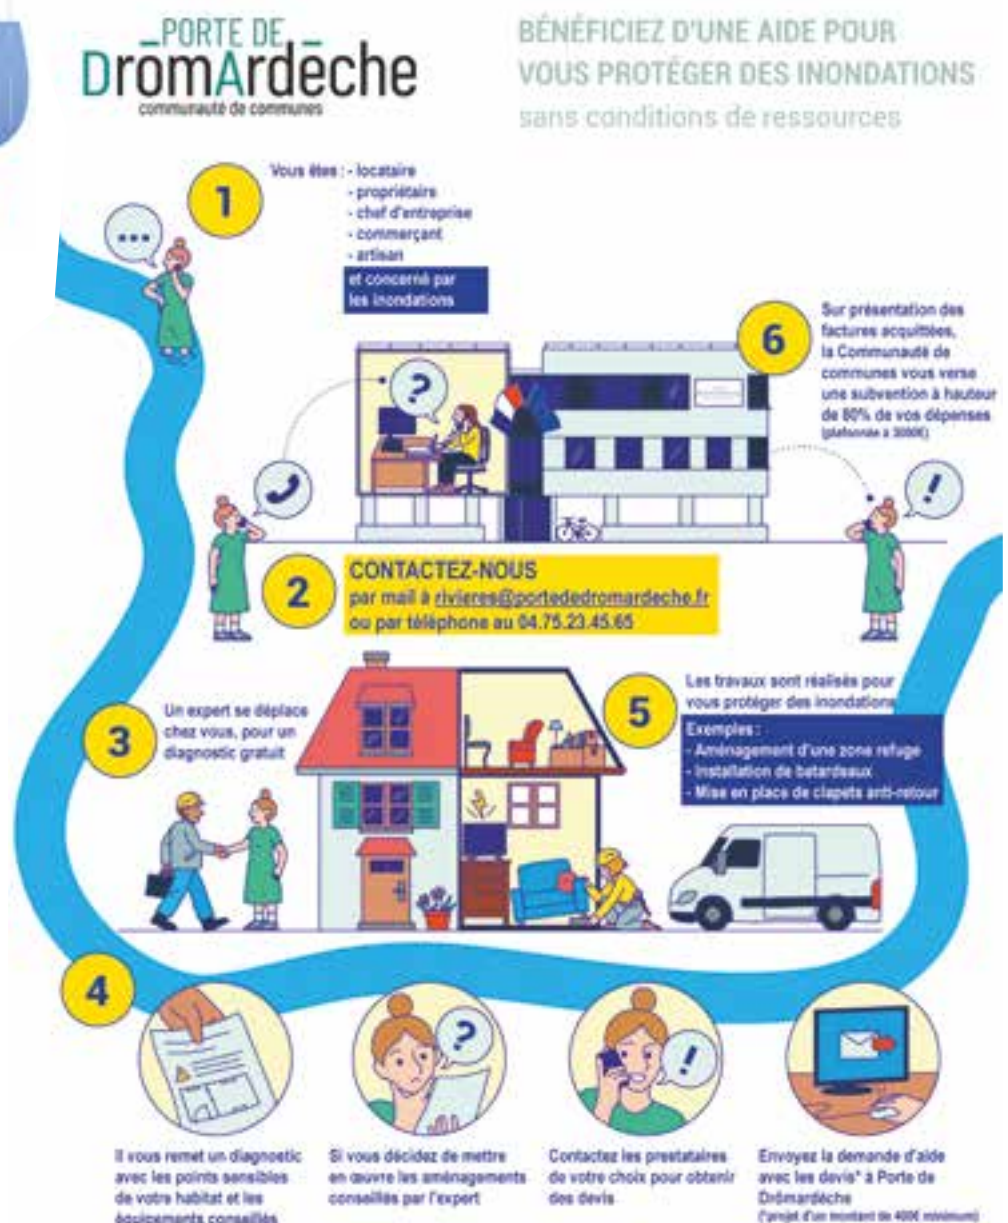 PORTE DE
DrômArdèche
communauté de communes
BÉNÉFICIEZ D'UNE AIDE POUR
VOUS PROTÉGER DES INONDATIONS
sans conditions de ressources
1
Vous êtes : - locataire
- propriétaire
- chef d'entreprise
- commerçant
- artisan
et concerné par
les inondations
...
6
Sur présentation des
factures acquittées,
la Communauté de
communes vous verse
une subvention à hauteur
de 80% de vos dépenses
(plafonnée à 3000€)
?
!
2
CONTACTEZ-NOUS
par mail à rivieres@portededromardeche.fr
ou par téléphone au 04.75.23.45.65
3
Un expert se déplace
chez vous, pour un
diagnostic gratuit
5
Les travaux sont réalisés pour
vous protéger des inondations
Exemples :
- Aménagement d'une zone refuge
- Installation de batardeaux
- Mise en place de clapets anti-retour
4
?
!
Il vous remet un diagnostic
avec les points sensibles
de votre habitat et les
équipements conseillés
Si vous décidez de mettre
en œuvre les aménagements
conseillés par l'expert
Contactez les prestataires
de votre choix pour obtenir
des devis
Envoyez la demande d'aide
avec les devis* à Porte de
Drômardèche
(*projet d'un montant de 400€ minimum)